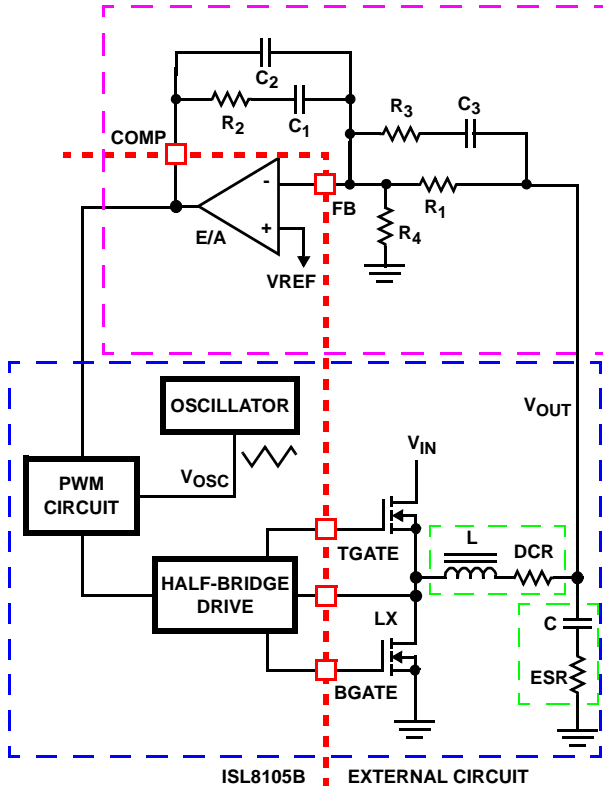 C2
R2
C1
R3
C3
COMP
-
+
E/A
FB
R1
R4
VREF
OSCILLATOR
VOUT
VOSC
VIN
PWM
CIRCUIT
TGATE
L
DCR
HALF-BRIDGE
DRIVE
LX
C
ESR
BGATE
ISL8105B
EXTERNAL CIRCUIT